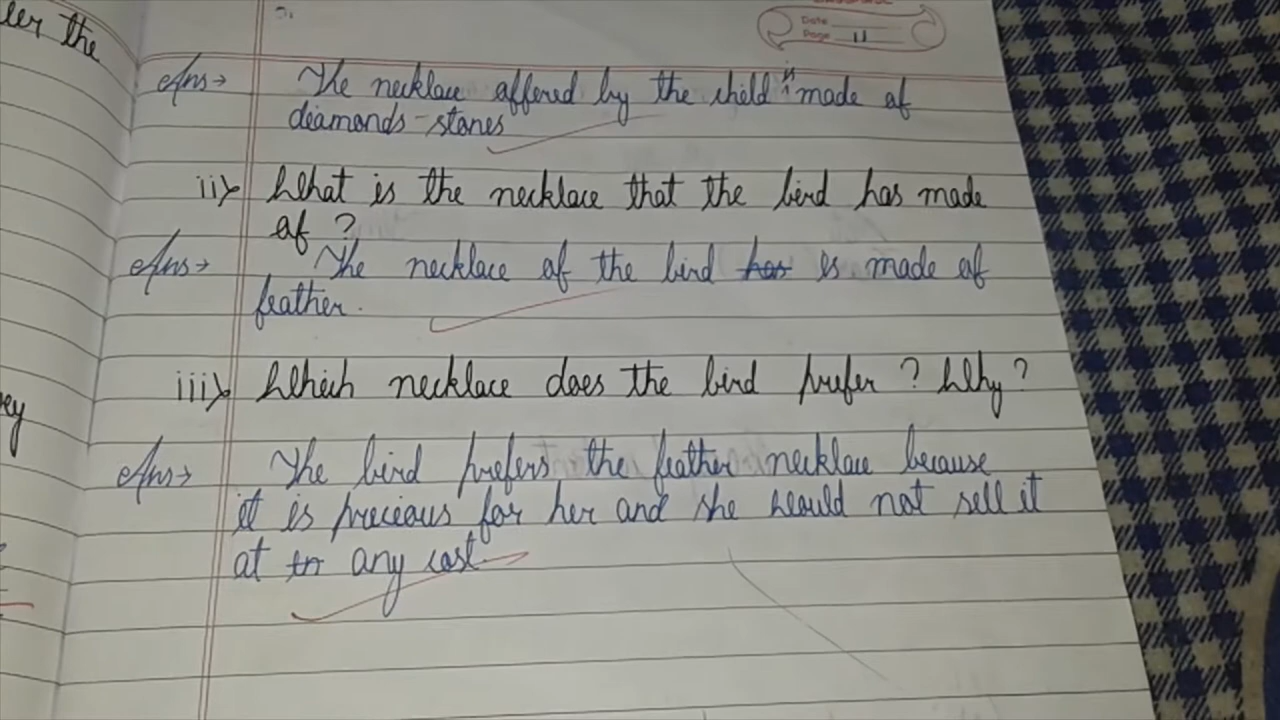 ler the
Date
Page 11
Ans→ The necklace offered by the child is made of
diamonds-stones
ii) What is the necklace that the bird has made
of ?
Ans→ The necklace of the bird has is made of
feather.
iii) Which necklace does the bird prefer ? Why ?
ey
Ans→ The bird prefers the feather necklace because
it is precious for her and she would not sell it
at in any cost